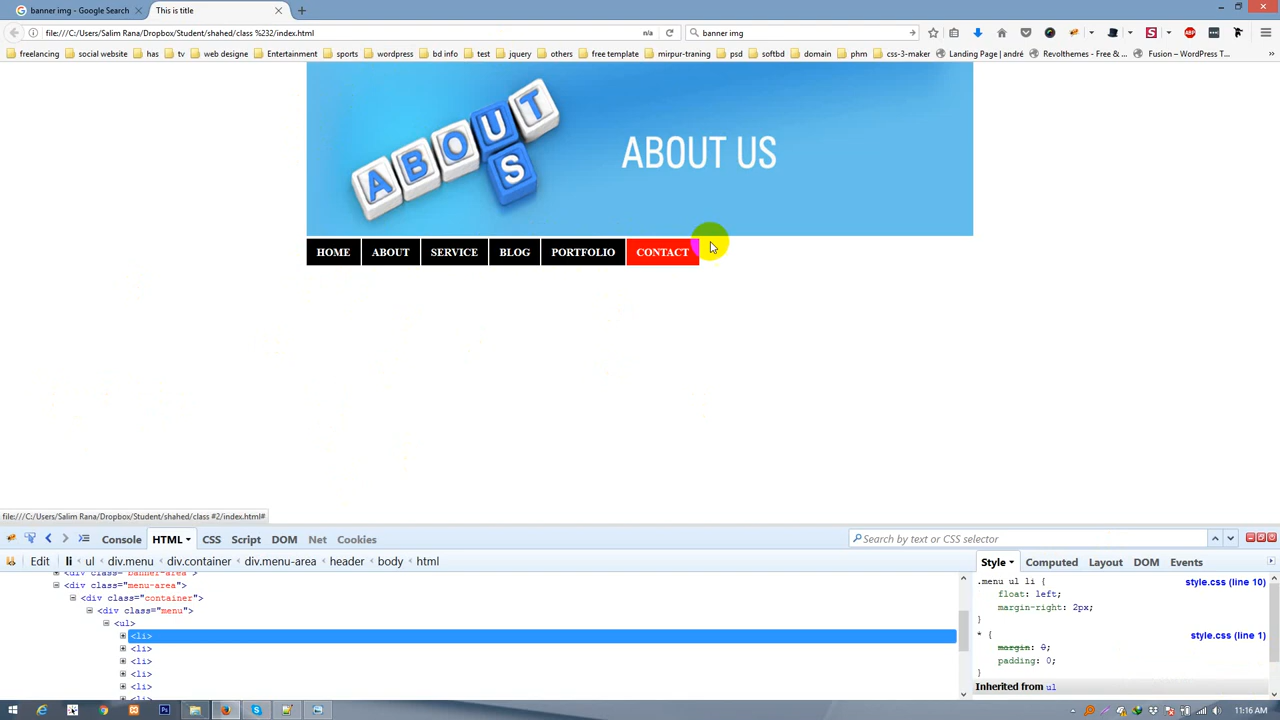 banner img - Google Search
This is title
file:///C:/Users/Salim Rana/Dropbox/Student/shahed/class %232/index.html
n/a
banner img
freelancing
social website
has
tv
web designe
Entertainment
sports
wordpress
bd info
test
jquery
others
free template
mirpur-traning
psd
softbd
domain
phm
css-3-maker
Landing Page | andré
Revolthemes - Free & ...
Fusion – WordPress T...
ABOUT
US
ABOUT US
HOME ABOUT SERVICE BLOG PORTFOLIO CONTACT
file:///C:/Users/Salim Rana/Dropbox/Student/shahed/class #2/index.html#
Console HTML CSS Script DOM Net Cookies
Search by text or CSS selector
Edit li ul div.menu div.container div.menu-area header body html
<div class="banner-area">
<div class="menu-area">
<div class="container">
<div class="menu">
<ul>
<li>
<li>
<li>
<li>
<li>
<li>
Style Computed Layout DOM Events
.menu ul li { style.css (line 10)
float: left;
margin-right: 2px;
}
* { style.css (line 1)
margin: 0;
padding: 0;
}
Inherited from ul
11:16 AM